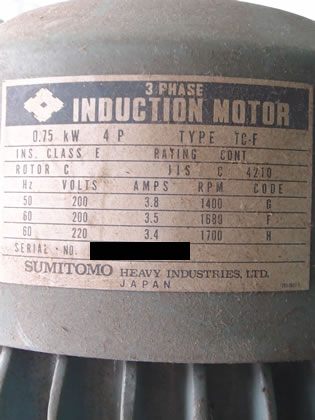 3 PHASE
INDUCTION MOTOR
0.75 kW 4 P TYPE TC-F
INS. CLASS E RATING CONT
ROTOR C JIS C 4210
Hz VOLTS AMPS RPM CODE
50 200 3.8 1400 G
60 200 3.5 1680 F
60 220 3.4 1700 H
SERIAL NO.
SUMITOMO HEAVY INDUSTRIES, LTD.
JAPAN